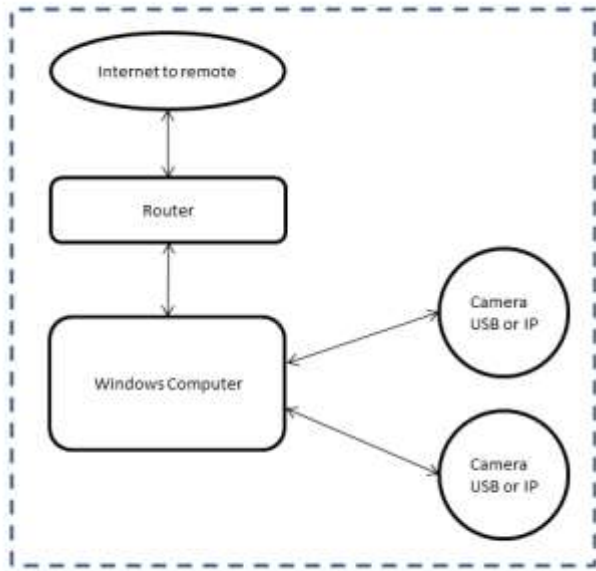 Internet to remote
Router
Windows Computer
Camera
USB or IP
Camera
USB or IP